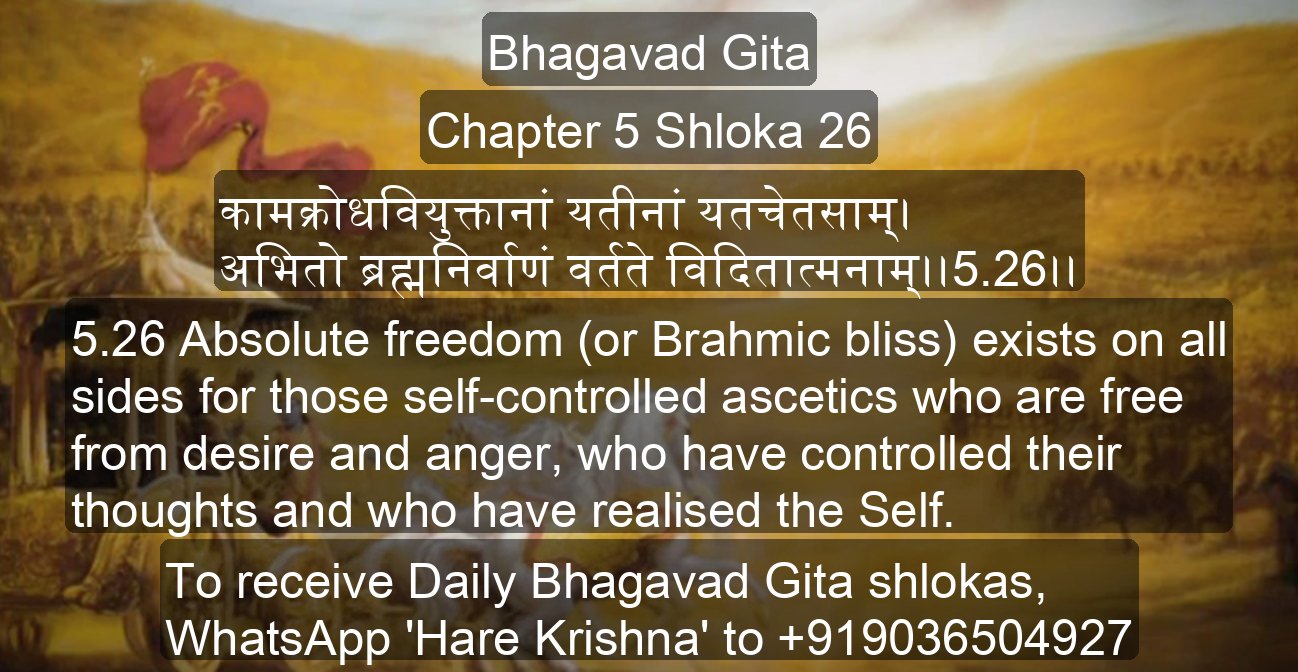 Bhagavad Gita
Chapter 5 Shloka 26
कामक्रोधवियुक्तानां यतीनां यतचेतसाम्।
अभितो ब्रह्मनिर्वाणं वर्तते विदितात्मनाम्।।5.26।।
5.26 Absolute freedom (or Brahmic bliss) exists on all
sides for those self-controlled ascetics who are free
from desire and anger, who have controlled their
thoughts and who have realised the Self.
To receive Daily Bhagavad Gita shlokas,
WhatsApp 'Hare Krishna' to +919036504927